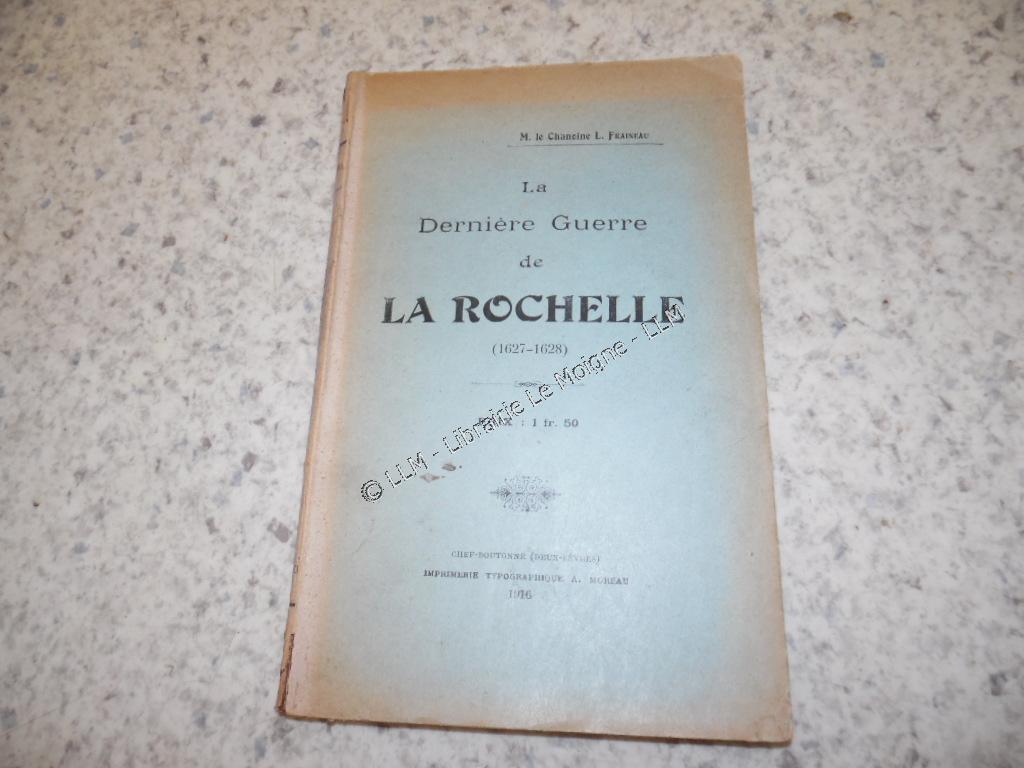 M. le Chanoine L. FRAINEAU
La
Dernière Guerre
de
LA ROCHELLE
(1627-1628)
PRIX : 1 fr. 50
© LLM - Librairie Le Moigne - LLM
CHEF-BOUTONNE (DEUX-SÈVRES)
IMPRIMERIE TYPOGRAPHIQUE A. MOREAU
1916